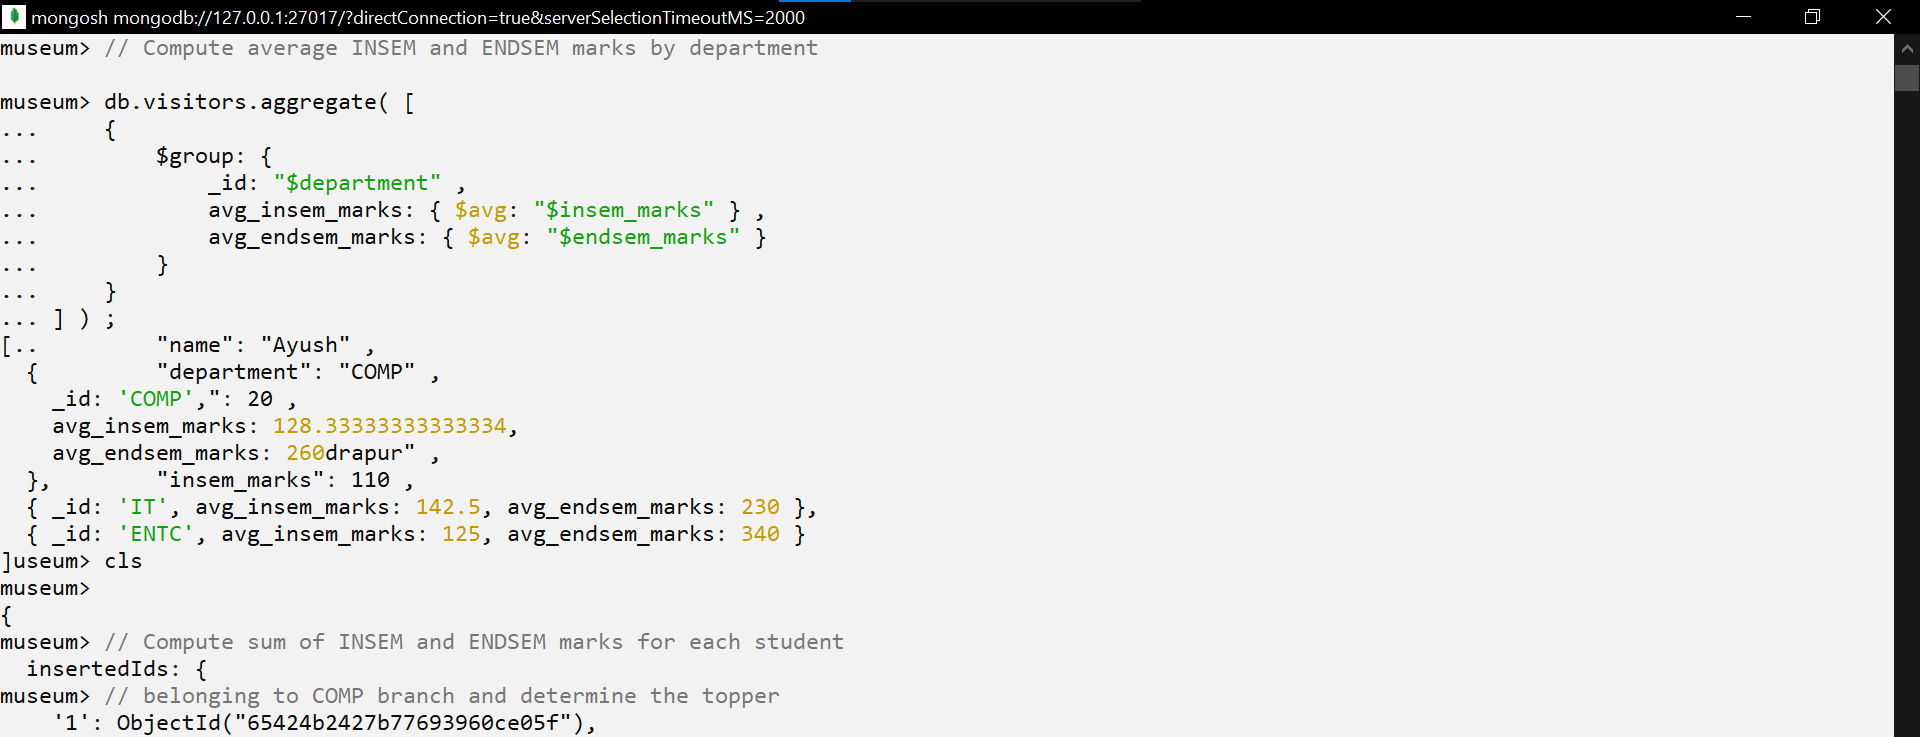 mongosh mongodb://127.0.0.1:27017/?directConnection=true&serverSelectionTimeoutMS=2000
museum> // Compute average INSEM and ENDSEM marks by department
museum> db.visitors.aggregate( [
...     {
...         $group: {
...             _id: "$department" ,
...             avg_insem_marks: { $avg: "$insem_marks" } ,
...             avg_endsem_marks: { $avg: "$endsem_marks" }
...         }
...     }
... ] ) ;
[..         "name": "Ayush" ,
  {         "department": "COMP" ,
    _id: 'COMP',": 20 ,
    avg_insem_marks: 128.33333333333334,
    avg_endsem_marks: 260drapur" ,
  },        "insem_marks": 110 ,
  { _id: 'IT', avg_insem_marks: 142.5, avg_endsem_marks: 230 },
  { _id: 'ENTC', avg_insem_marks: 125, avg_endsem_marks: 340 }
]useum> cls
museum>
{
museum> // Compute sum of INSEM and ENDSEM marks for each student
  insertedIds: {
museum> // belonging to COMP branch and determine the topper
    '1': ObjectId("65424b2427b77693960ce05f"),